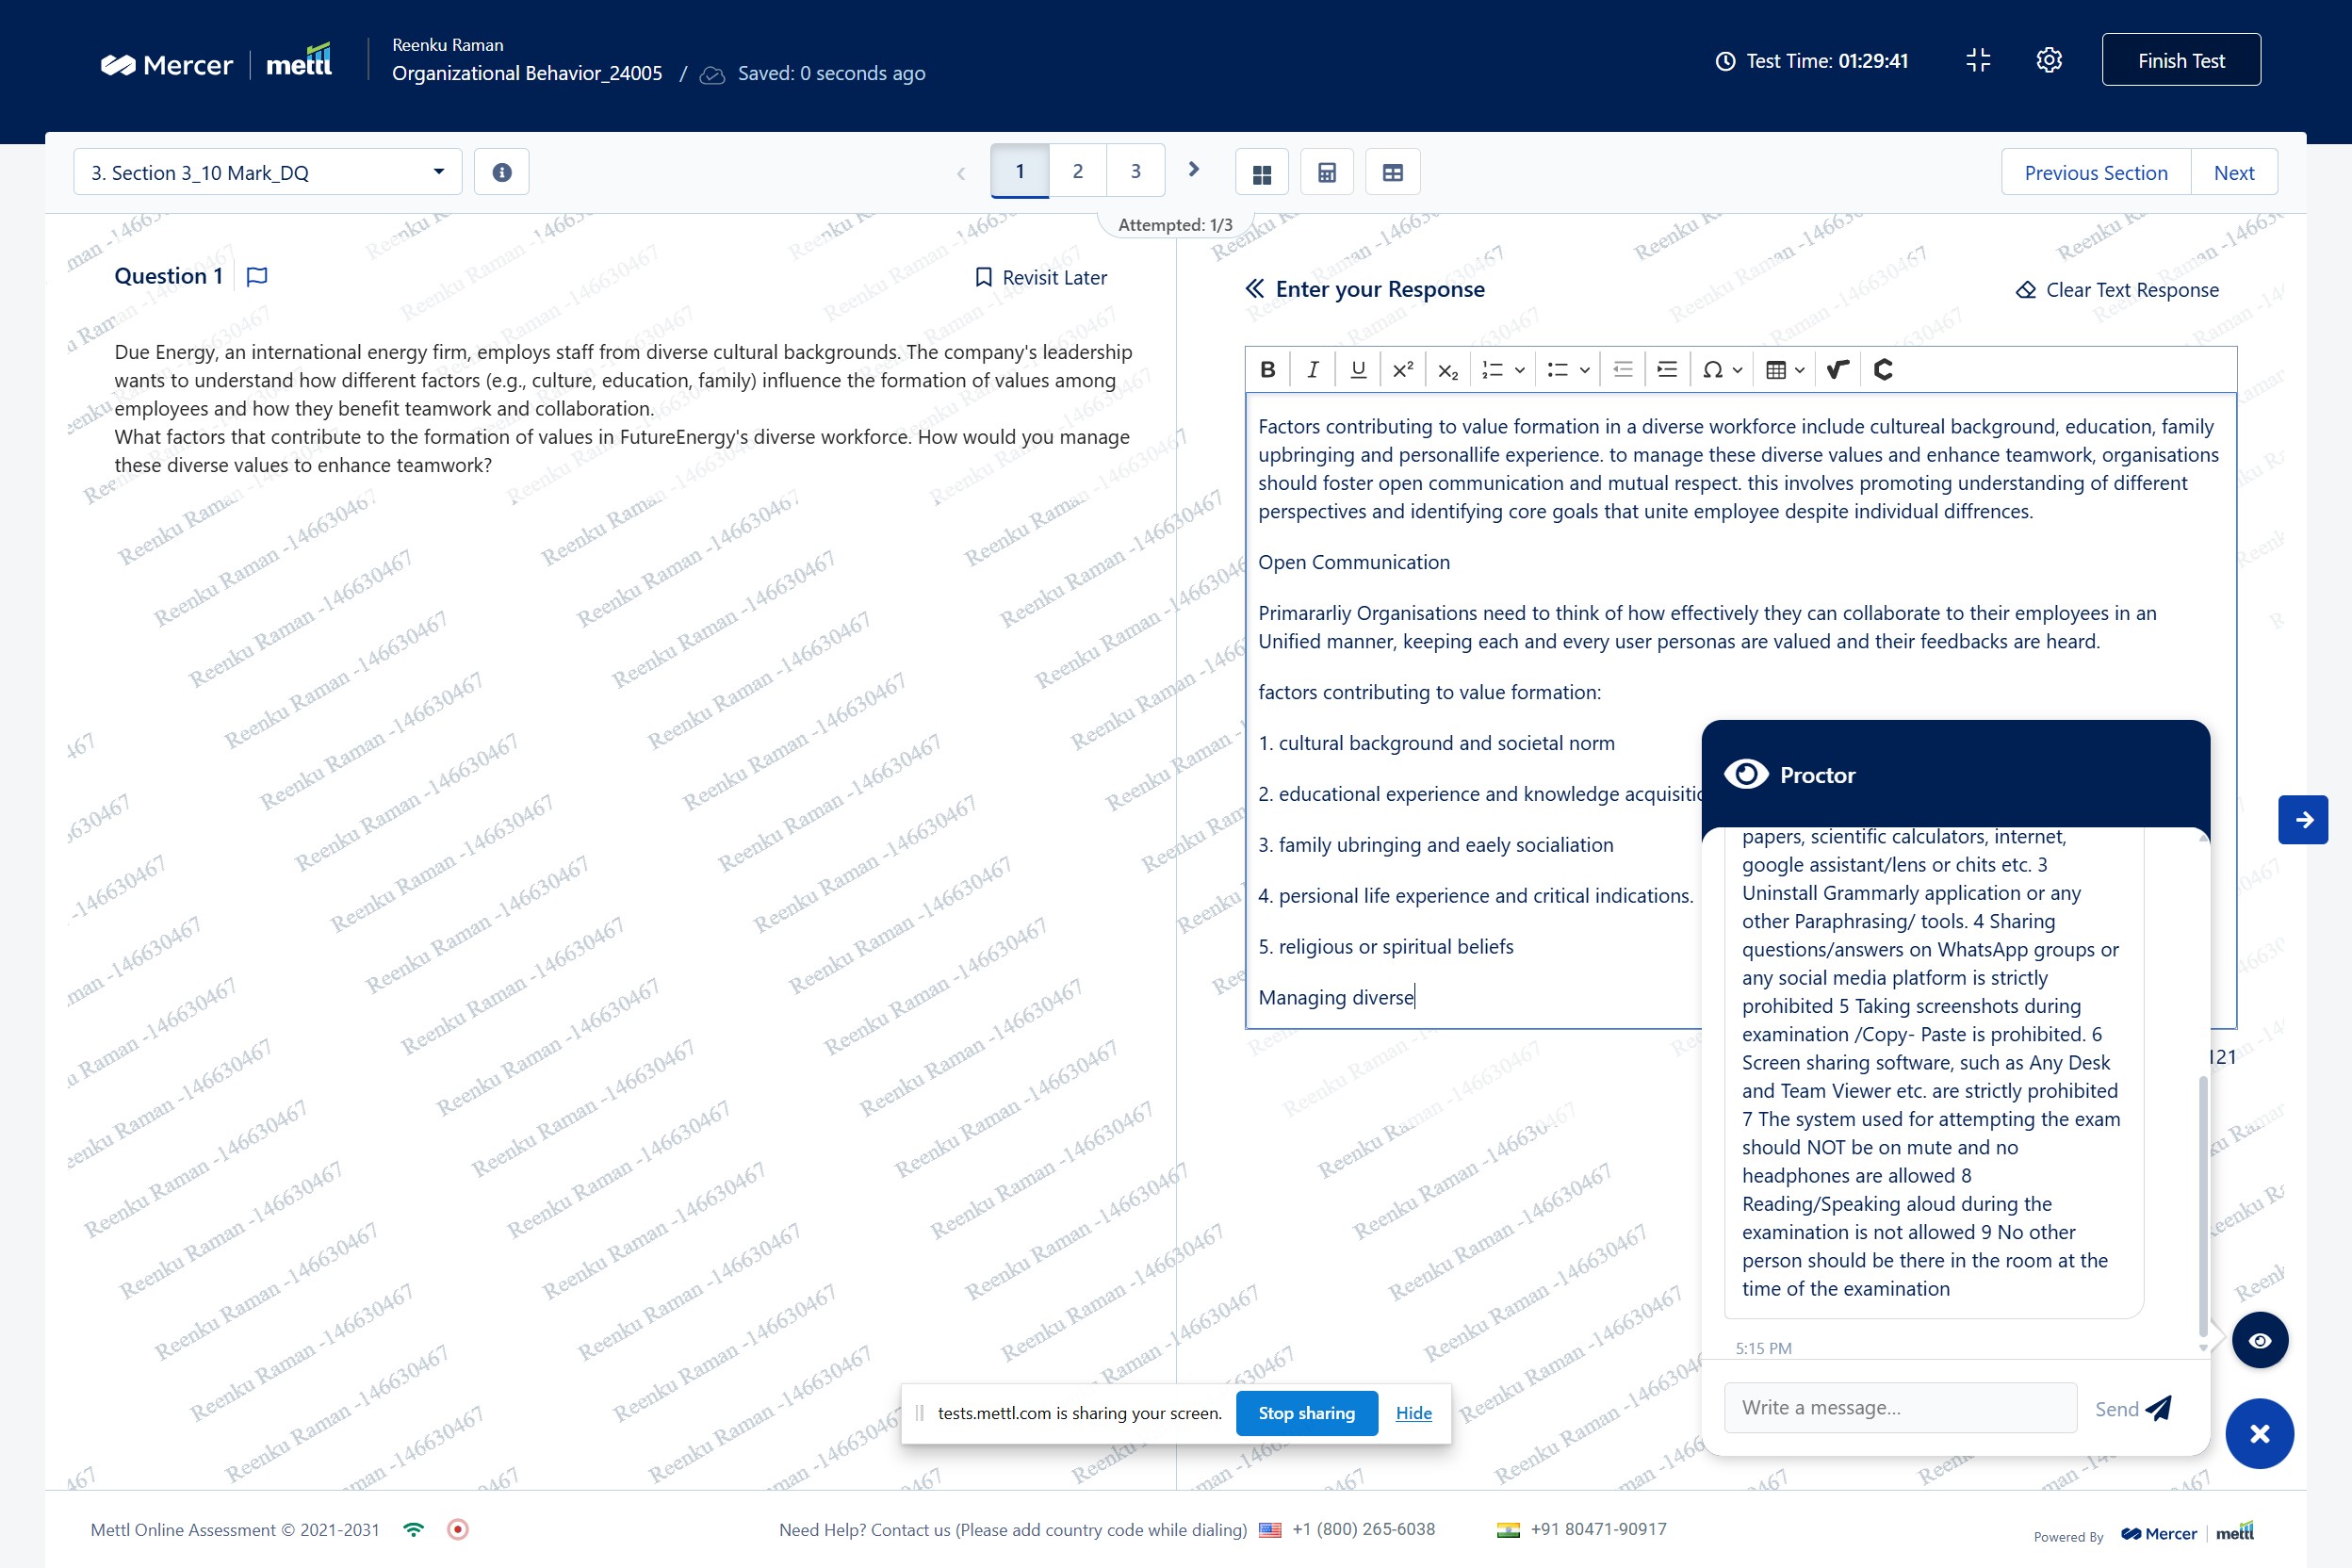 Mercer | mettl
Reenku Raman
Organizational Behavior_24005 / Saved: 0 seconds ago
Test Time: 01:29:41
Finish Test
3. Section 3_10 Mark_DQ
1 2 3
Attempted: 1/3
Previous Section
Next
Question 1
Revisit Later
Due Energy, an international energy firm, employs staff from diverse cultural backgrounds. The company's leadership
wants to understand how different factors (e.g., culture, education, family) influence the formation of values among
employees and how they benefit teamwork and collaboration.
What factors that contribute to the formation of values in FutureEnergy's diverse workforce. How would you manage
these diverse values to enhance teamwork?
Enter your Response
Clear Text Response
Factors contributing to value formation in a diverse workforce include cultureal background, education, family
upbringing and personallife experience. to manage these diverse values and enhance teamwork, organisations
should foster open communication and mutual respect. this involves promoting understanding of different
perspectives and identifying core goals that unite employee despite individual diffrences.
Open Communication
Primararliy Organisations need to think of how effectively they can collaborate to their employees in an
Unified manner, keeping each and every user personas are valued and their feedbacks are heard.
factors contributing to value formation:
1. cultural background and societal norm
2. educational experience and knowledge
3. family ubringing and eaely socialiation
4. persional life experience and critical indications.
5. religious or spiritual beliefs
Managing diverse
121
Proctor
papers, scientific calculators, internet,
google assistant/lens or chits etc. 3
Uninstall Grammarly application or any
other Paraphrasing/ tools. 4 Sharing
questions/answers on WhatsApp groups or
any social media platform is strictly
prohibited 5 Taking screenshots during
examination /Copy- Paste is prohibited. 6
Screen sharing software, such as Any Desk
and Team Viewer etc. are strictly prohibited
7 The system used for attempting the exam
should NOT be on mute and no
headphones are allowed 8
Reading/Speaking aloud during the
examination is not allowed 9 No other
person should be there in the room at the
time of the examination
5:15 PM
Write a message...
Send
tests.mettl.com is sharing your screen.
Stop sharing
Hide
Reenku Raman -146630467
Mettl Online Assessment © 2021-2031
Need Help? Contact us (Please add country code while dialing) +1 (800) 265-6038 +91 80471-90917
Powered By Mercer | mettl